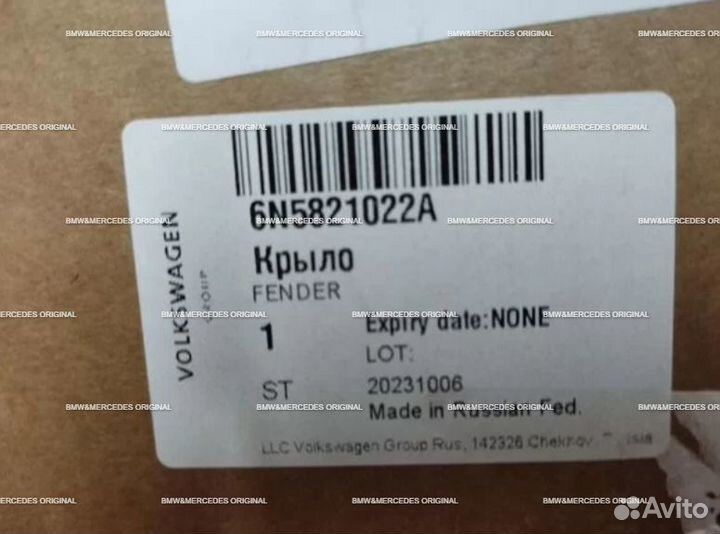 6N5821022A
Крыло
FENDER
1
Expiry date:NONE
LOT:
ST
20231006
Made in Russian Fed.
LLC Volkswagen Group Rus, 142326 Chekhov
VOLKSWAGEN
GROUP
BMW&MERCEDES ORIGINAL
Avito